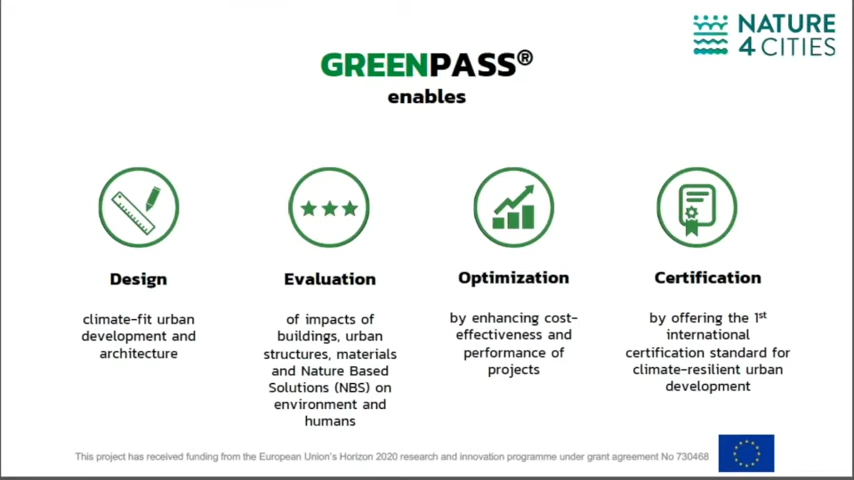 NATURE
4 CITIES
GREENPASS®
enables
Design
climate-fit urban
development and
architecture
Evaluation
of impacts of
buildings, urban
structures, materials
and Nature Based
Solutions (NBS) on
environment and
humans
Optimization
by enhancing cost-
effectiveness and
performance of
projects
Certification
by offering the 1st
international
certification standard for
climate-resilient urban
development
This project has received funding from the European Union's Horizon 2020 research and innovation programme under grant agreement No 730468